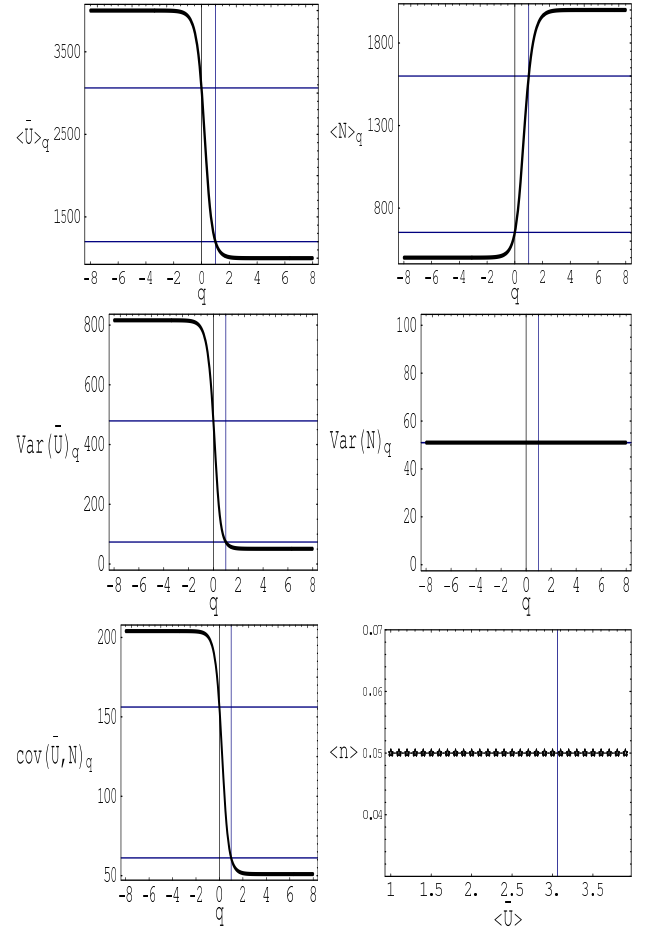 3500
2500
1500
<Ū>q
-8 -6 -4 -2 0 2 4 6 8
q
1800
1300
800
<N>q
-8 -6 -4 -2 0 2 4 6 8
q
800
600
400
200
0
Var(Ū)q
-8 -6 -4 -2 0 2 4 6 8
q
100
80
60
40
20
0
Var(N)q
-8 -6 -4 -2 0 2 4 6 8
q
200
150
100
50
cov(Ū,N)q
-8 -6 -4 -2 0 2 4 6 8
q
0.07
0.06
0.05
0.04
<n>
1 1.5 2. 2.5 3. 3.5
<Ū>